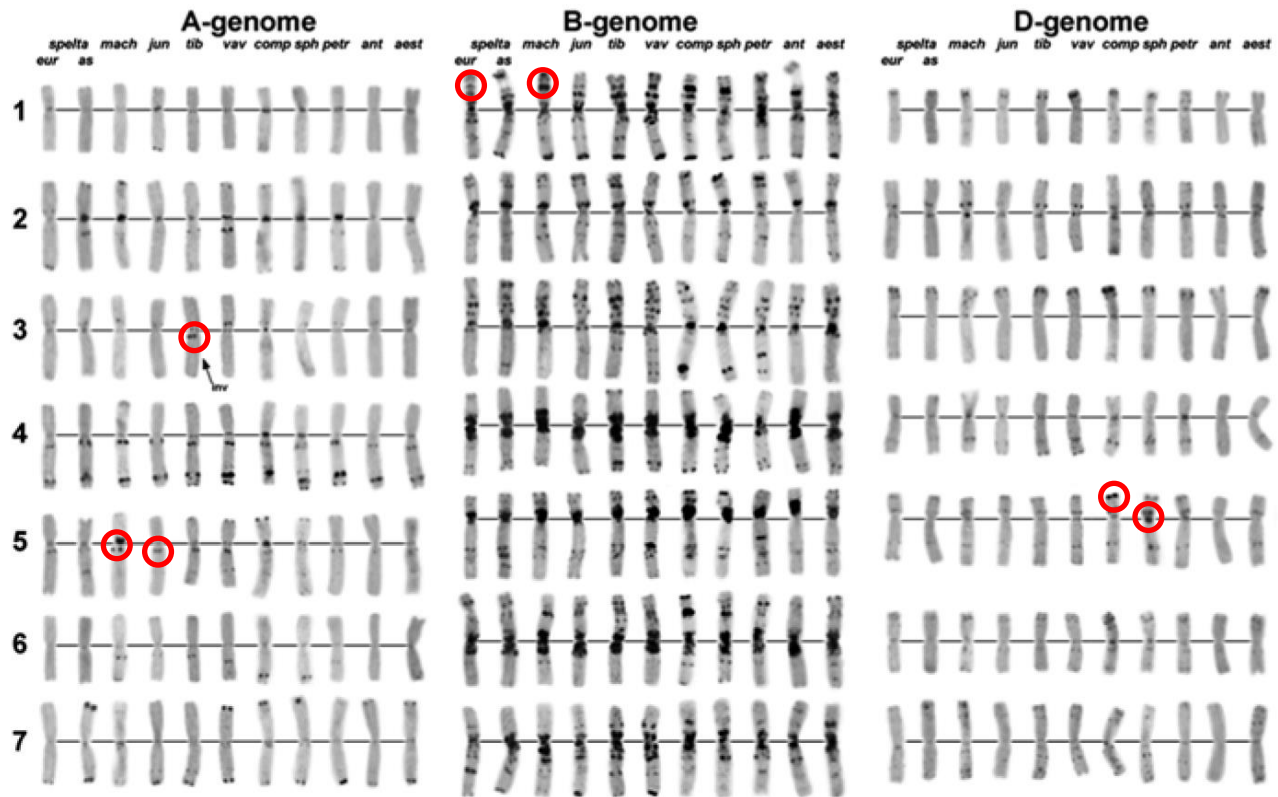 A-genome B-genome D-genome
spelta mach jun tib vav comp sph petr ant aest spelta mach jun tib vav comp sph petr ant aest spelta mach jun tib vav comp sph petr ant aest
eur as eur as eur as
1
2
3
inv
4
5
6
7